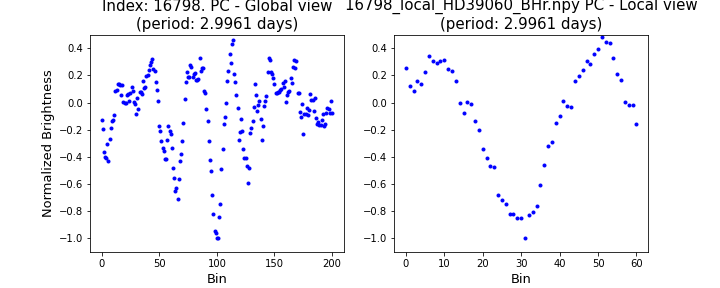 Index: 16798. PC - Global view
(period: 2.9961 days)
16798_local_HD39060_BHr.npy PC - Local view
(period: 2.9961 days)
Normalized Brightness
0.4
0.2
0.0
−0.2
−0.4
−0.6
−0.8
−1.0
0 50 100 150 200
Bin
0.4
0.2
0.0
−0.2
−0.4
−0.6
−0.8
−1.0
0 10 20 30 40 50 60
Bin